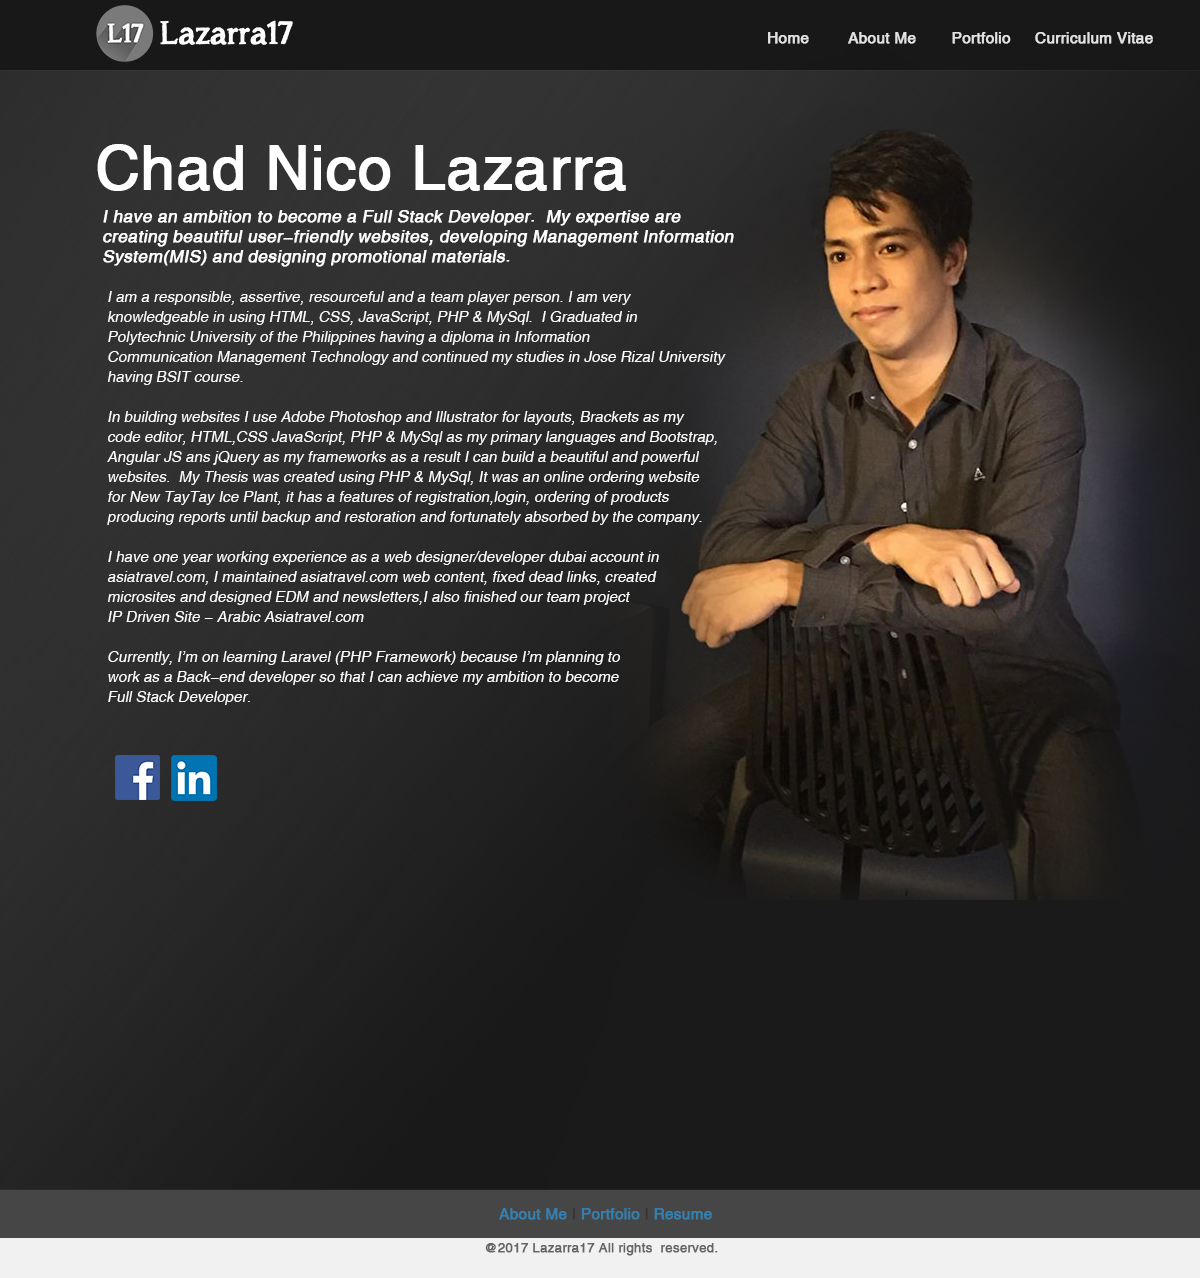 L17 Lazarra17
Home About Me Portfolio Curriculum Vitae
Chad Nico Lazarra
I have an ambition to become a Full Stack Developer.  My expertise are
creating beautiful user–friendly websites, developing Management Information
System(MIS) and designing promotional materials.
I am a responsible, assertive, resourceful and a team player person. I am very
knowledgeable in using HTML, CSS, JavaScript, PHP & MySql.  I Graduated in
Polytechnic University of the Philippines having a diploma in Information
Communication Management Technology and continued my studies in Jose Rizal University
having BSIT course.
In building websites I use Adobe Photoshop and Illustrator for layouts, Brackets as my
code editor, HTML,CSS JavaScript, PHP & MySql as my primary languages and Bootstrap,
Angular JS ans jQuery as my frameworks as a result I can build a beautiful and powerful
websites.  My Thesis was created using PHP & MySql, It was an online ordering website
for New TayTay Ice Plant, it has a features of registration,login, ordering of products
producing reports until backup and restoration and fortunately absorbed by the company.
I have one year working experience as a web designer/developer dubai account in
asiatravel.com, I maintained asiatravel.com web content, fixed dead links, created
microsites and designed EDM and newsletters,I also finished our team project
IP Driven Site – Arabic Asiatravel.com
Currently, I'm on learning Laravel (PHP Framework) because I'm planning to
work as a Back–end developer so that I can achieve my ambition to become
Full Stack Developer.
f in
About Me | Portfolio | Resume
@2017 Lazarra17 All rights  reserved.